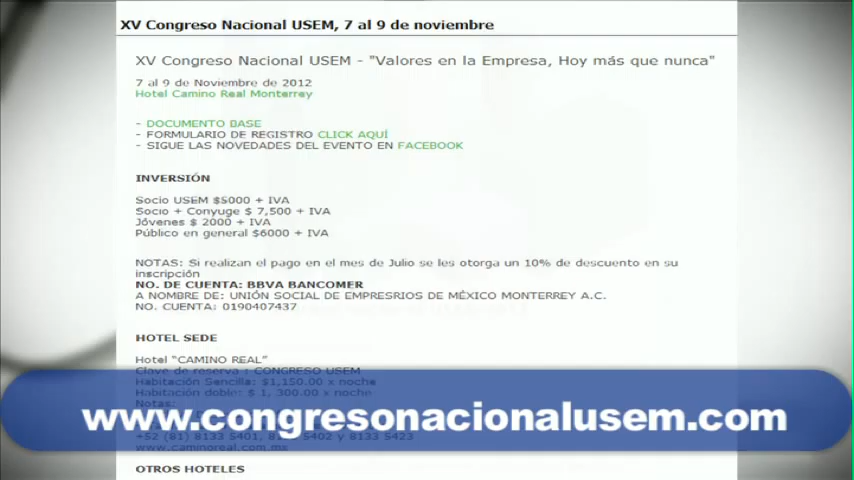 XV Congreso Nacional USEM, 7 al 9 de noviembre
XV Congreso Nacional USEM - "Valores en la Empresa, Hoy más que nunca"
7 al 9 de Noviembre de 2012
Hotel Camino Real Monterrey
- DOCUMENTO BASE
- FORMULARIO DE REGISTRO CLICK AQUÍ
- SIGUE LAS NOVEDADES DEL EVENTO EN FACEBOOK
INVERSIÓN
Socio USEM $5000 + IVA
Socio + Conyuge $ 7,500 + IVA
Jóvenes $ 2000 + IVA
Público en general $6000 + IVA
NOTAS: Si realizan el pago en el mes de Julio se les otorga un 10% de descuento en su
inscripción
NO. DE CUENTA: BBVA BANCOMER
A NOMBRE DE: UNIÓN SOCIAL DE EMPRESRIOS DE MÉXICO MONTERREY A.C.
NO. CUENTA: 0190407437
HOTEL SEDE
Hotel "CAMINO REAL"
Clave de reserva : CONGRESO USEM
Habitación Sencilla: $1,150.00 x noche
Habitación doble: $ 1, 300.00 x noche
Notas:
www.congresonacionalusem.com
+52 (81) 8133 5401, 5402 y 8133 5423
www.caminoreal.com.mx
OTROS HOTELES